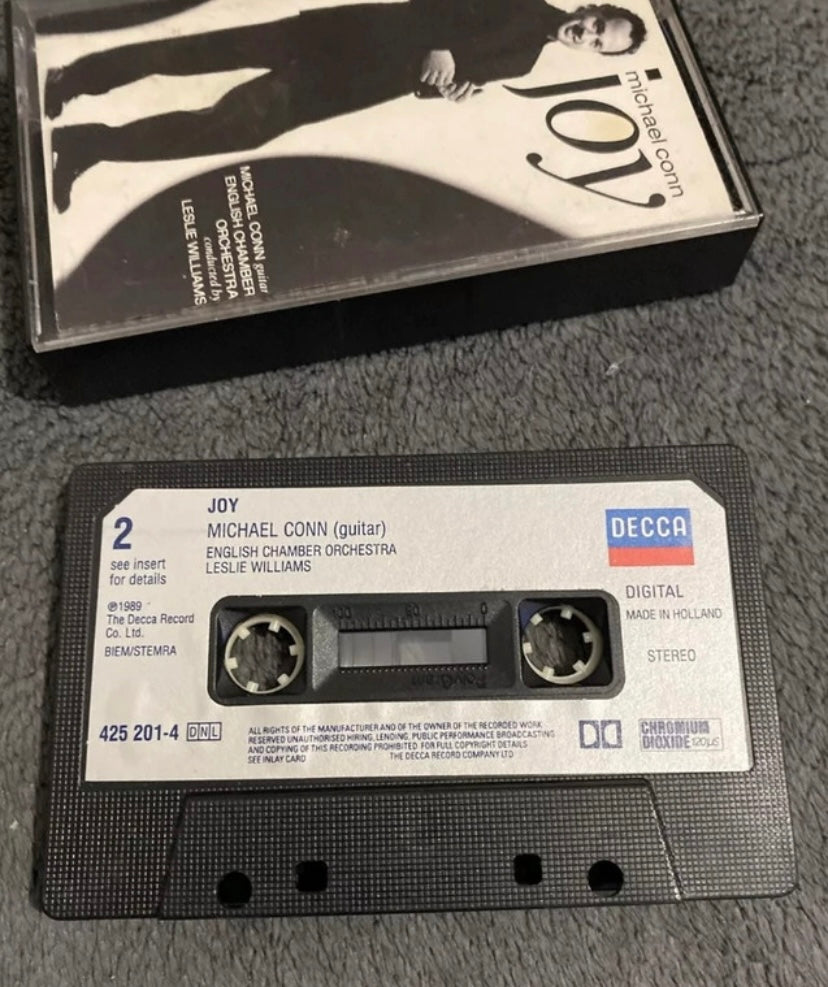 michael conn
joy
MICHAEL CONN guitar
ENGLISH CHAMBER
ORCHESTRA
conducted by
LESLIE WILLIAMS
JOY
2
MICHAEL CONN (guitar)
ENGLISH CHAMBER ORCHESTRA
LESLIE WILLIAMS
see insert
for details
DECCA
℗1989
The Decca Record
Co. Ltd.
BIEM/STEMRA
DIGITAL
MADE IN HOLLAND
STEREO
100 50 0
PolyGram
425 201-4 DNL
ALL RIGHTS OF THE MANUFACTURER AND OF THE OWNER OF THE RECORDED WORK
RESERVED UNAUTHORISED HIRING, LENDING, PUBLIC PERFORMANCE BROADCASTING
AND COPYING OF THIS RECORDING PROHIBITED FOR FULL COPYRIGHT DETAILS
SEE INLAY CARD THE DECCA RECORD COMPANY LTD
CHROMIUM
DIOXIDE 120µS